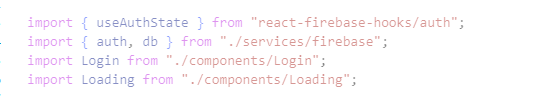 import { useAuthState } from "react-firebase-hooks/auth";
import { auth, db } from "./services/firebase";
import Login from "./components/Login";
import Loading from "./components/Loading";